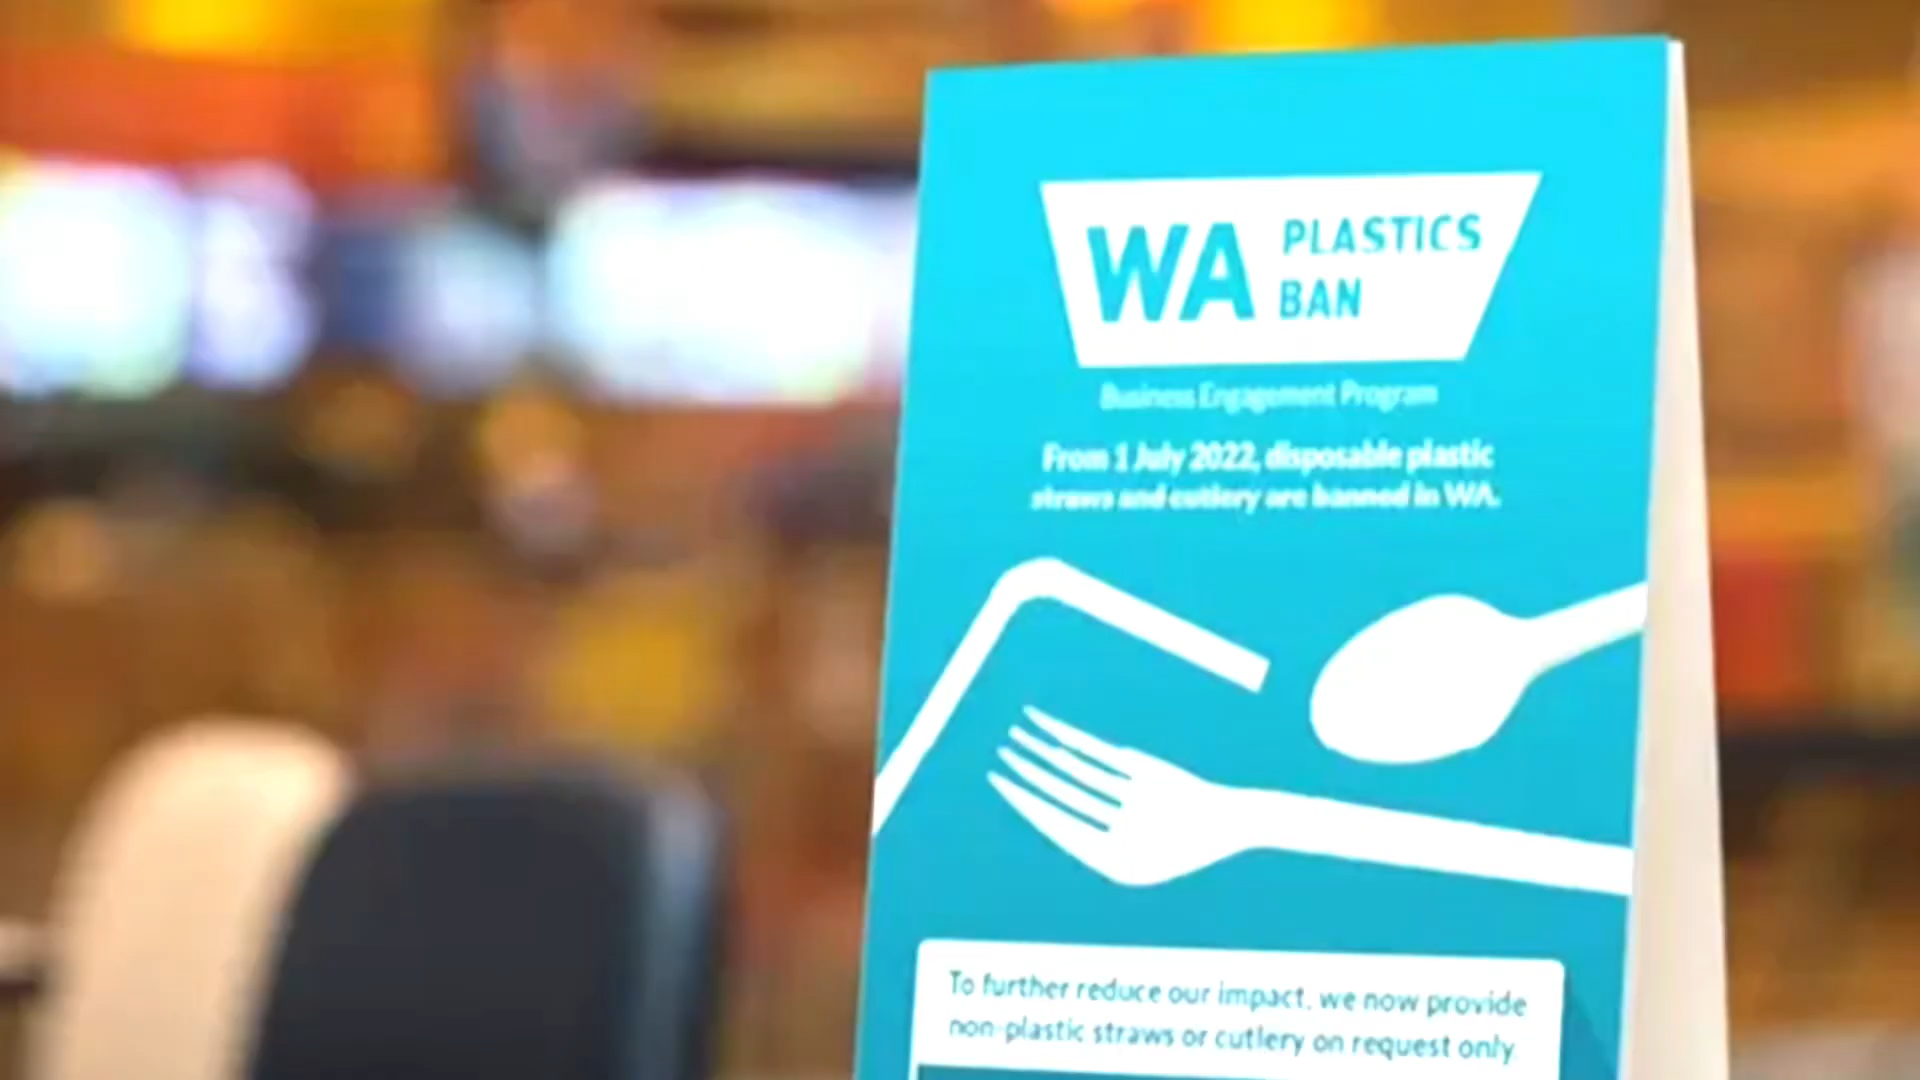 WA PLASTICS
BAN
Business Engagement Program
From 1 July 2022, disposable plastic
straws and cutlery are banned in WA.
To further reduce our impact, we now provide
non-plastic straws or cutlery on request only